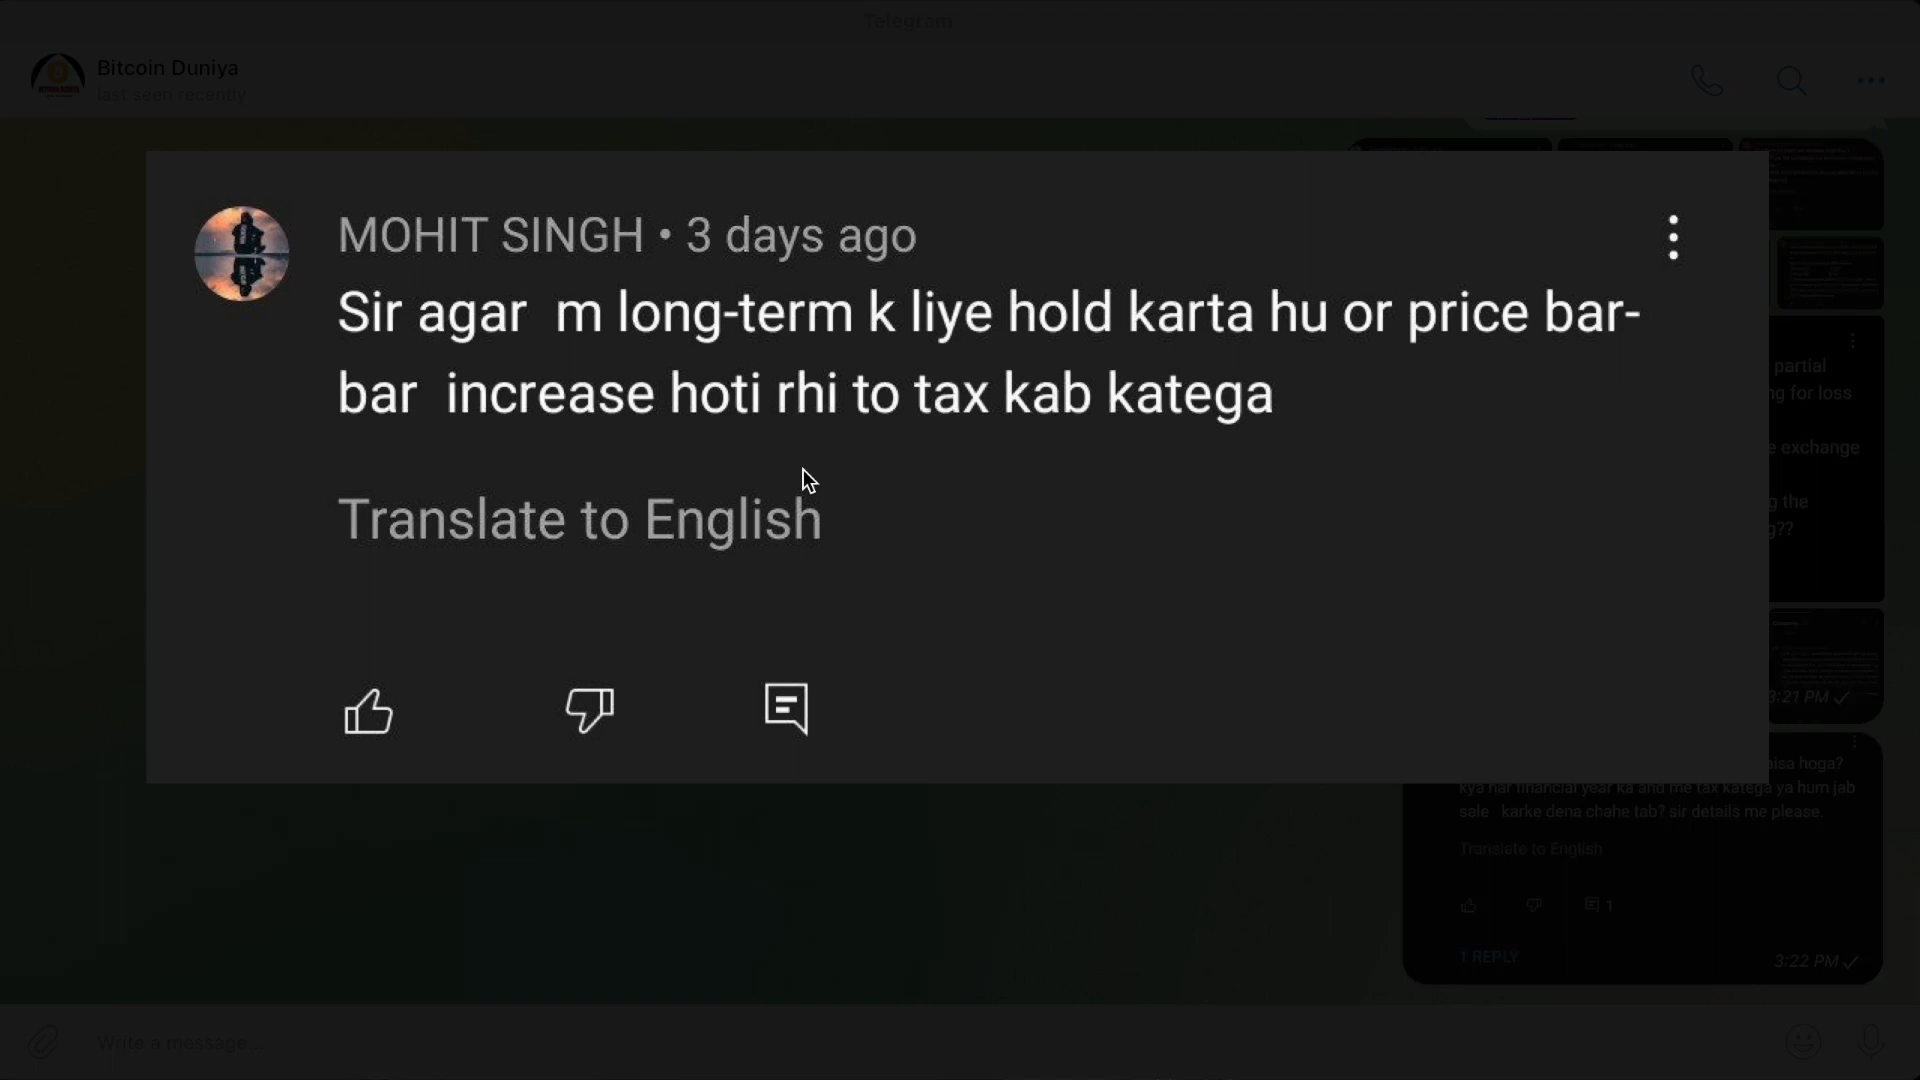 Telegram
Bitcoin Duniya
last seen recently
MOHIT SINGH • 3 days ago
Sir agar m long-term k liye hold karta hu or price bar-
bar increase hoti rhi to tax kab katega
Translate to English
partial
for loss
exchange
the
3:21 PM
hoga?
kya har financial year ka and me tax katega ya hum jab
sale karke dena chahe tab? sir details me please
Translate to English
1
1 REPLY
3:22 PM
Write a message...